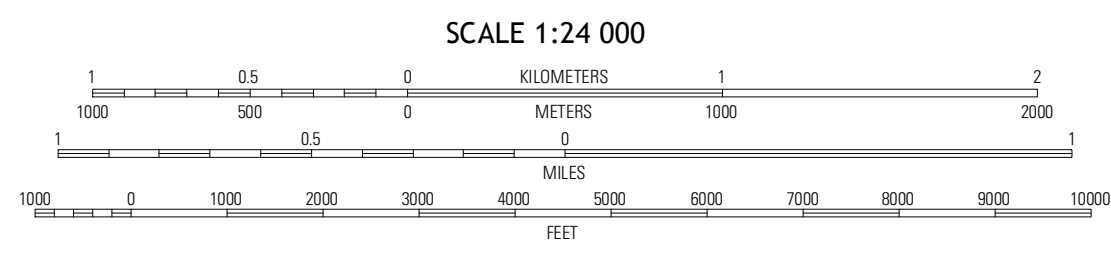 SCALE 1:24 000
1 0.5 0 KILOMETERS 1 2
1000 500 0 METERS 1000 2000
1 0.5 0 1
MILES
1000 0 1000 2000 3000 4000 5000 6000 7000 8000 9000 10000
FEET